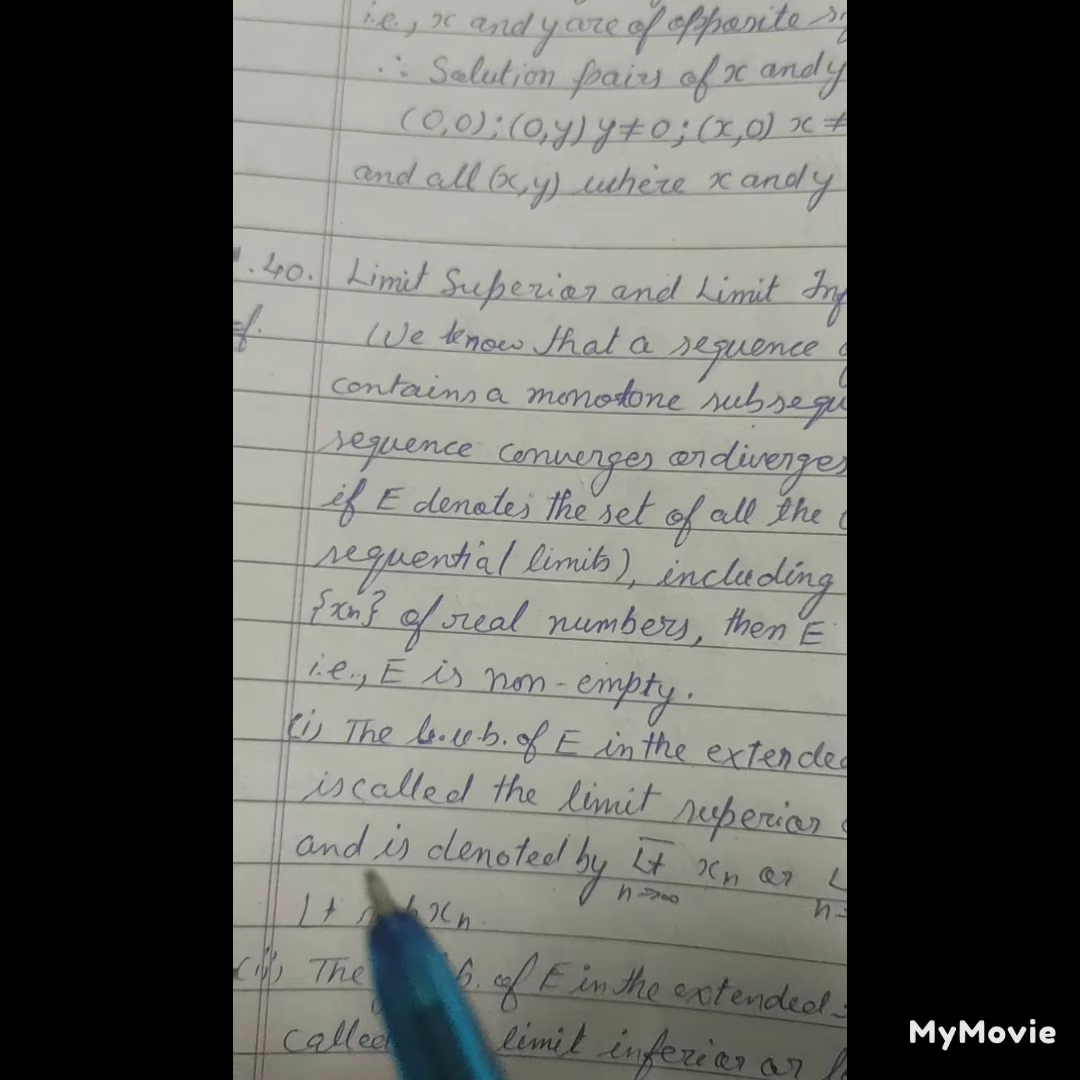 i.e., x and y are of opposite
∴ Solution pairs of x and y
(0,0); (0,y) y≠0; (x,0) x≠
and all (x,y) where x and y
.40. Limit Superior and Limit Inf
We know that a sequence
contains a monotone subsequ
sequence converges or diverges
if E denotes the set of all the
sequential limits), including
{xn} of real numbers, then E
i.e., E is non-empty.
(i) The l.u.b. of E in the extended
is called the limit superior
and is denoted by L̅t̅ xn or L
n→∞ n
Lt xn
(ii) The b. of E in the extended
called limit inferior or
MyMovie